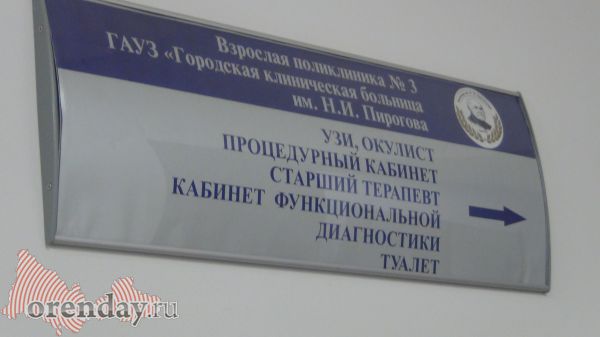 Взрослая поликлиника № 3
ГАУЗ «Городская клиническая больница
им. Н.И. Пирогова
УЗИ, ОКУЛИСТ
ПРОЦЕДУРНЫЙ КАБИНЕТ
СТАРШИЙ ТЕРАПЕВТ
КАБИНЕТ ФУНКЦИОНАЛЬНОЙ
ДИАГНОСТИКИ
ТУАЛЕТ
orenday.ru